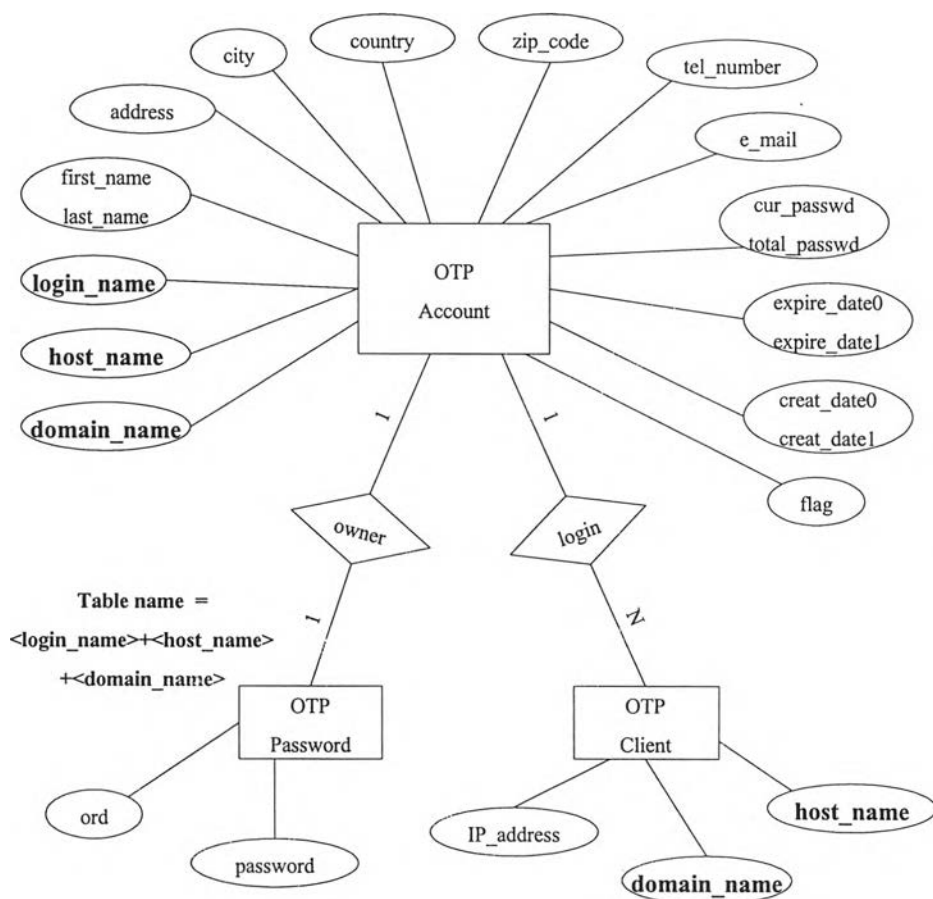 country
zip_code
city
tel_number
address
e_mail
first_name
last_name
cur_passwd
total_passwd
OTP
Account
login_name
expire_date0
expire_date1
host_name
creat_date0
creat_date1
domain_name
flag
1
1
owner
login
Table name =
<login_name>+<host_name>
+<domain_name>
1
N
OTP
Password
OTP
Client
ord
password
IP_address
host_name
domain_name